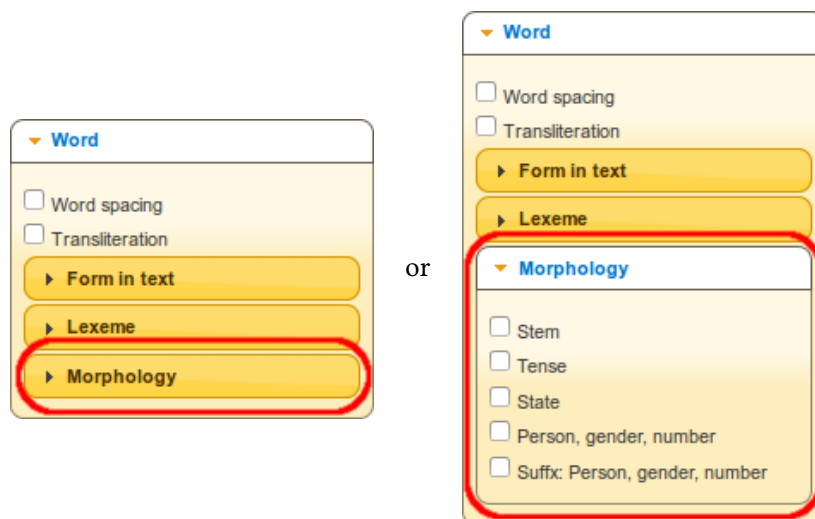 Word
Word spacing
Transliteration
Form in text
Lexeme
Morphology
or
Word
Word spacing
Transliteration
Form in text
Lexeme
Morphology
Stem
Tense
State
Person, gender, number
Suffx: Person, gender, number